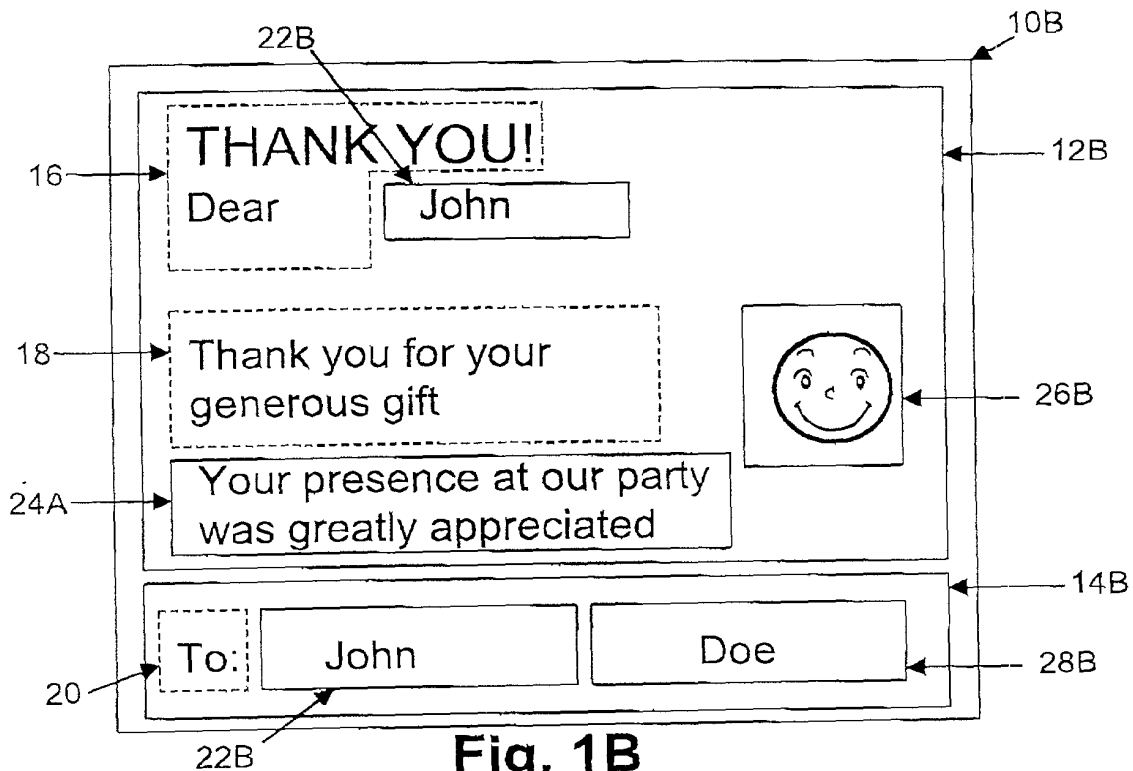 22B
10B
THANK YOU!
12B
16
Dear John
18
Thank you for your
generous gift
26B
24A
Your presence at our party
was greatly appreciated
14B
To: John Doe
28B
20
22B
Fig. 1B